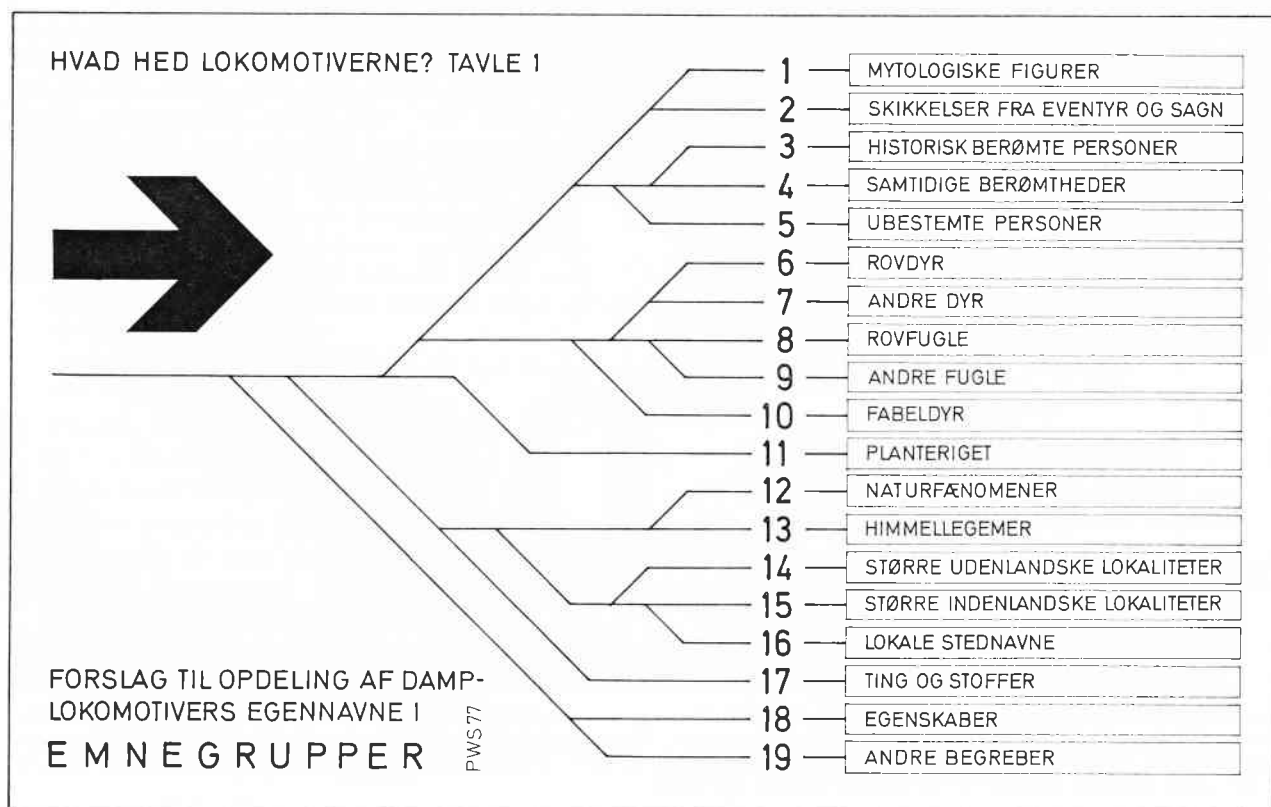 HVAD HED LOKOMOTIVERNE? TAVLE 1
1 MYTOLOGISKE FIGURER
2 SKIKKELSER FRA EVENTYR OG SAGN
3 HISTORISK BERØMTE PERSONER
4 SAMTIDIGE BERØMTHEDER
5 UBESTEMTE PERSONER
6 ROVDYR
7 ANDRE DYR
8 ROVFUGLE
9 ANDRE FUGLE
10 FABELDYR
11 PLANTERIGET
12 NATURFÆNOMENER
13 HIMMELLEGEMER
14 STØRRE UDENLANDSKE LOKALITETER
15 STØRRE INDENLANDSKE LOKALITETER
16 LOKALE STEDNAVNE
17 TING OG STOFFER
18 EGENSKABER
19 ANDRE BEGREBER
FORSLAG TIL OPDELING AF DAMP-
LOKOMOTIVERS EGENNAVNE I
EMNEGRUPPER
PWS77